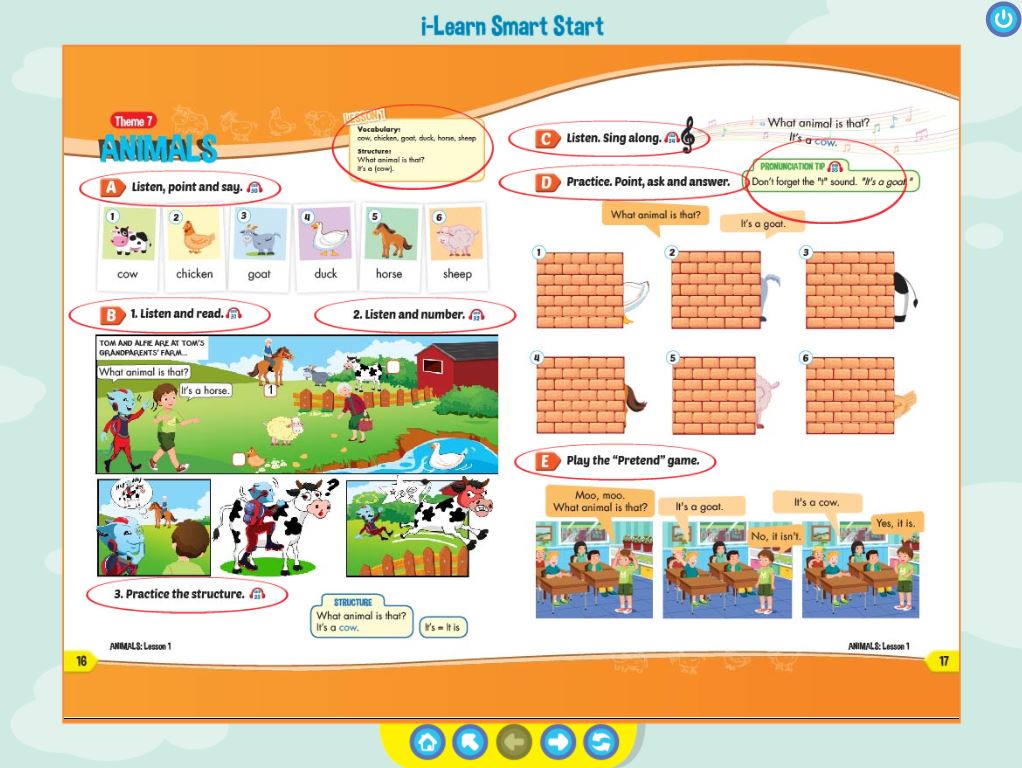 i-Learn Smart Start
Theme 7
ANIMALS
LESSON 1
Vocabulary:
cow, chicken, goat, duck, horse, sheep
Structure:
What animal is that?
It's a (cow).
A Listen, point and say.
1
2
3
4
5
6
cow
chicken
goat
duck
horse
sheep
B 1. Listen and read.
2. Listen and number.
TOM AND ALFIE ARE AT TOM'S
GRANDPARENTS' FARM...
What animal is that?
It's a horse.
1
?
3. Practice the structure.
STRUCTURE
What animal is that?
It's a cow.
It's = It is
ANIMALS: Lesson 1
16
C Listen. Sing along.
What animal is that?
It's a cow.
D Practice. Point, ask and answer.
PRONUNCIATION TIP
Don't forget the "t" sound. "It's a goat."
What animal is that?
It's a goat.
1
2
3
4
5
6
E Play the "Pretend" game.
Moo, moo.
What animal is that?
It's a goat.
No, it isn't.
It's a cow.
Yes, it is.
ANIMALS: Lesson 1
17